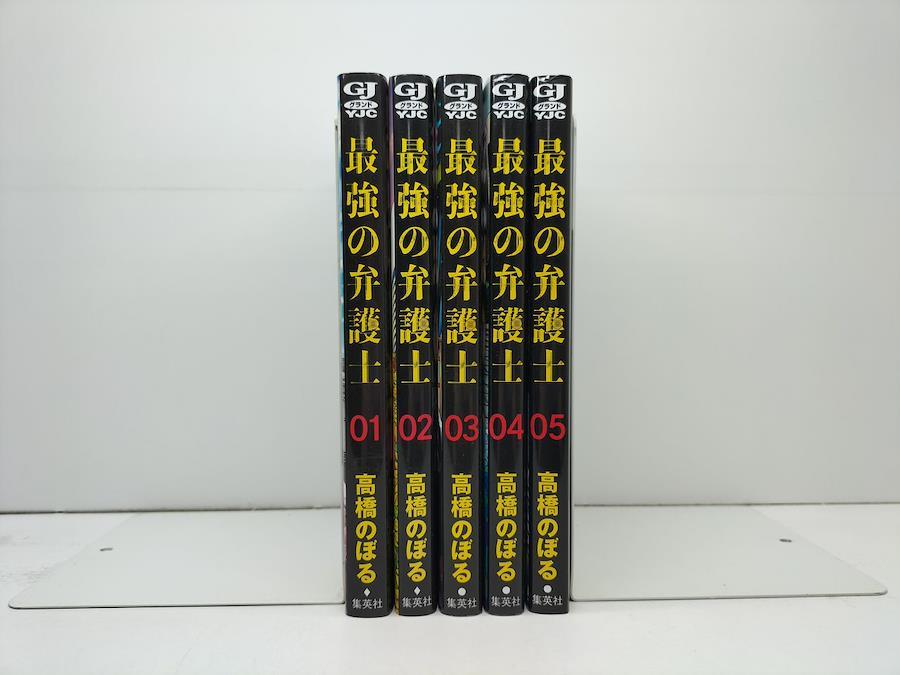 GJ
グランド
YJC
最強の弁護士
01
高橋のぼる
集英社
GJ
グランド
YJC
最強の弁護士
02
高橋のぼる
集英社
GJ
グランド
YJC
最強の弁護士
03
高橋のぼる
集英社
GJ
グランド
YJC
最強の弁護士
04
高橋のぼる
集英社
GJ
グランド
YJC
最強の弁護士
05
高橋のぼる
集英社